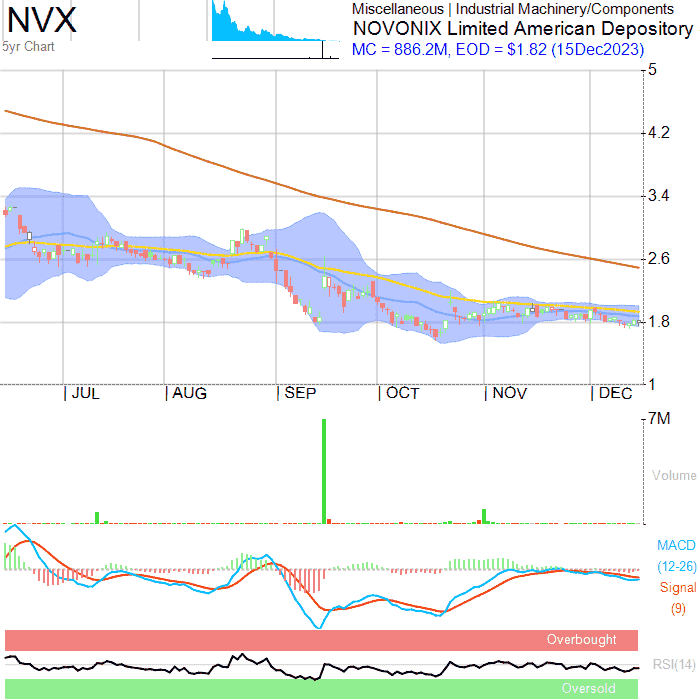 NVX
5yr Chart
Miscellaneous | Industrial Machinery/Components
NOVONIX Limited American Depository
MC = 886.2M, EOD = $1.82 (15Dec2023)
5
4.2
3.4
2.6
1.8
1
JUL AUG SEP OCT NOV DEC
7M
Volume
MACD
(12-26)
Signal
(9)
Overbought
RSI(14)
Oversold